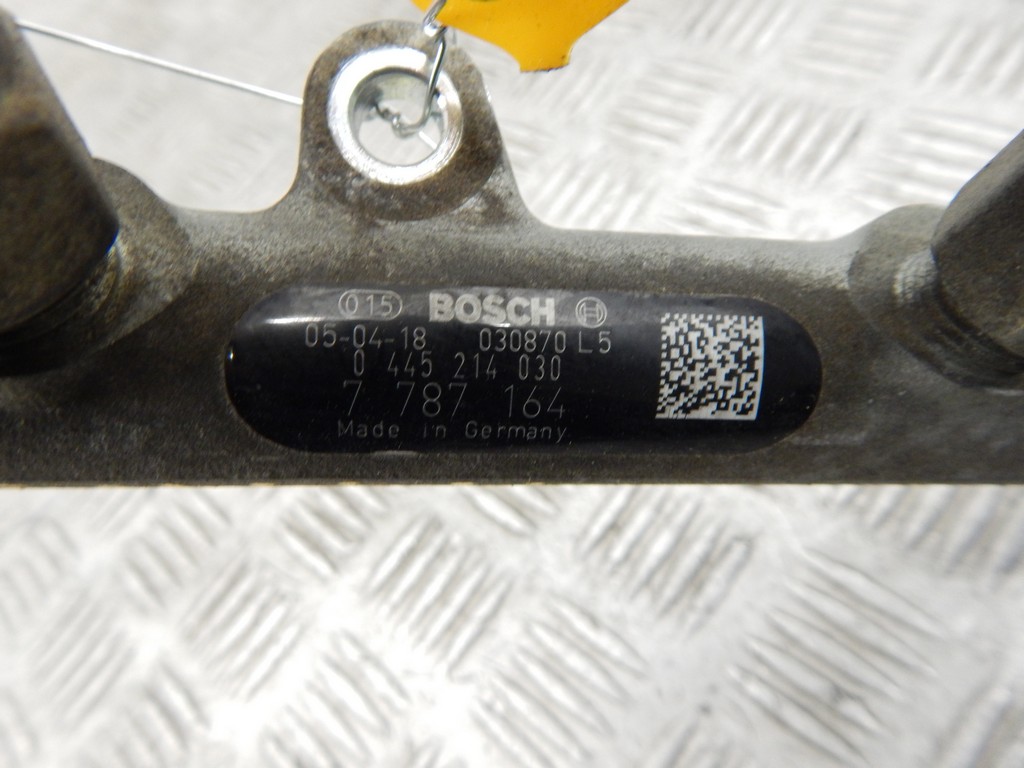 015 BOSCH
05-04-18 030870 L5
0 445 214 030
7 787 164
Made in Germany